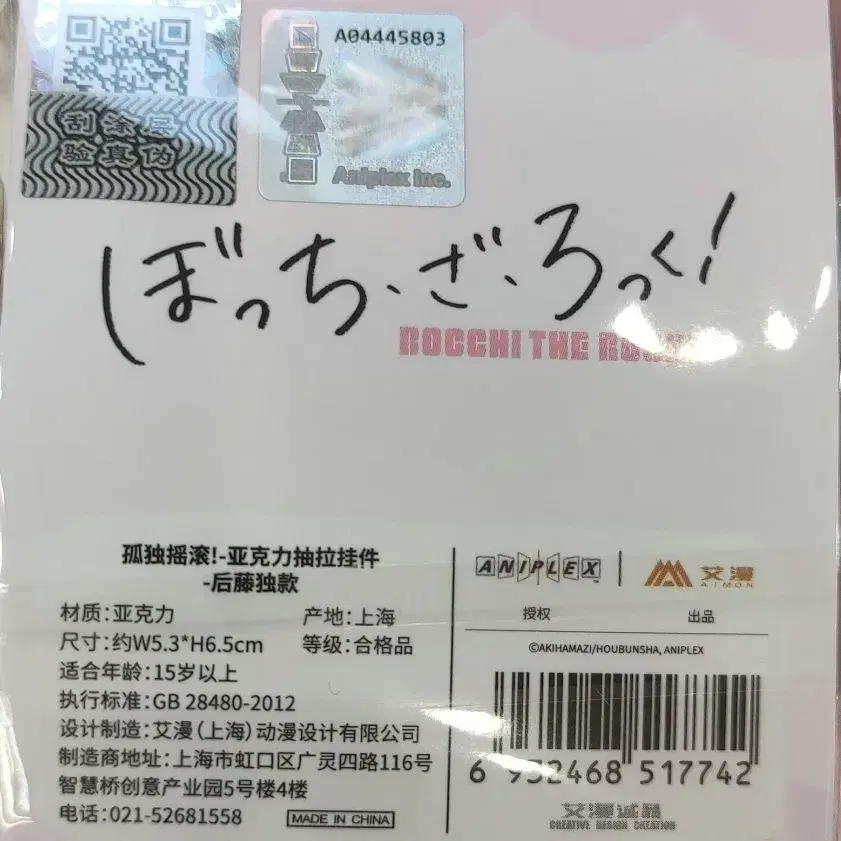 A04445803
刮涂层
验真伪
Aniplex Inc.
ぼっち・ざ・ろっく!
BOCCHI THE ROCK
孤独摇滚!-亚克力抽拉挂件
-后藤独款
材质:亚克力
产地:上海
尺寸:约W5.3*H6.5cm
等级:合格品
适合年龄:15岁以上
执行标准:GB 28480-2012
设计制造:艾漫(上海)动漫设计有限公司
制造商地址:上海市虹口区广灵四路116号
智慧桥创意产业园5号楼4楼
电话:021-52681558
MADE IN CHINA
ANIPLEX
艾漫
AIMON
授权
出品
©AKIHAMAZI/HOUBUNSHA, ANIPLEX
6 932468 517742
艾漫诚品
CREATIVE DESIGN CREATION